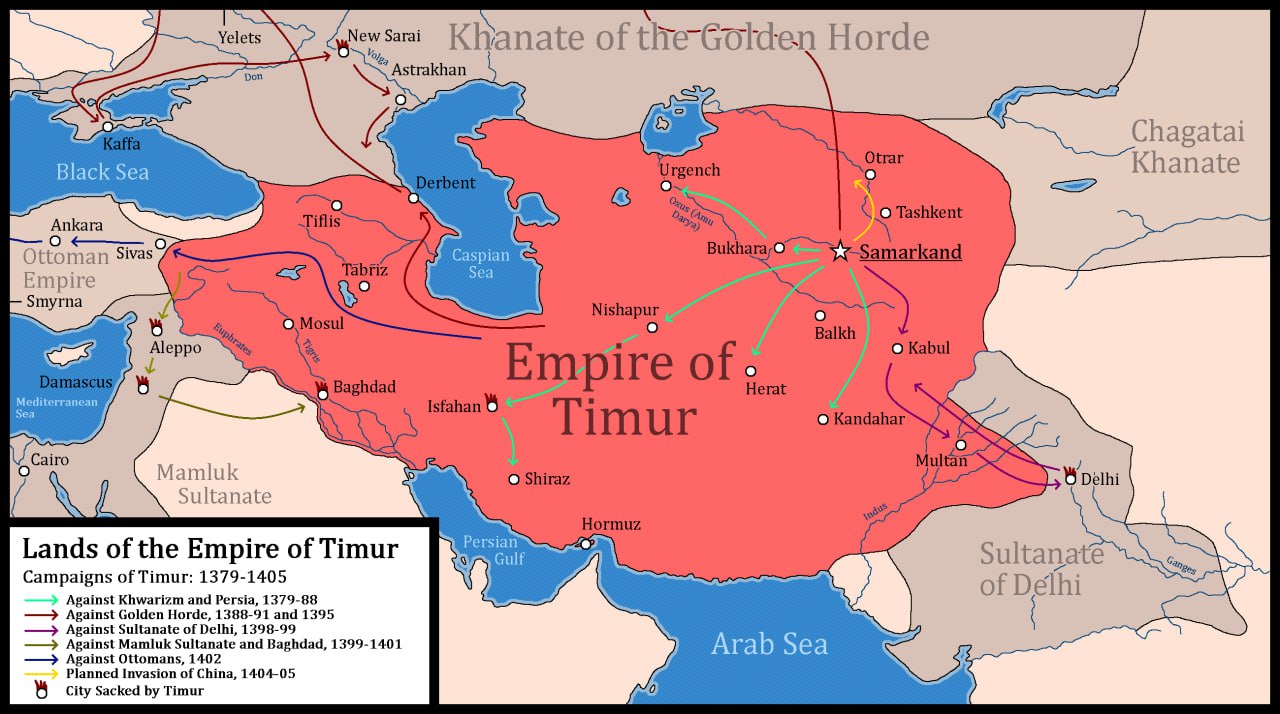 Yelets
New Sarai
Khanate of the Golden Horde
Volga
Don
Astrakhan
Kaffa
Black Sea
Chagatai
Khanate
Otrar
Urgench
Derbent
Oxus (Amu
Darya)
Tashkent
Tiflis
Ankara
Sivas
Bukhara
Samarkand
Ottoman
Empire
Caspian
Sea
Tabriz
Smyrna
Nishapur
Mosul
Balkh
Euphrates
Tigris
Aleppo
Kabul
Empire of
Timur
Damascus
Baghdad
Herat
Mediterranean
Sea
Isfahan
Kandahar
Multan
Cairo
Mamluk
Sultanate
Shiraz
Delhi
Indus
Hormuz
Persian
Gulf
Sultanate
of Delhi
Ganges
Arab Sea
Lands of the Empire of Timur
Campaigns of Timur: 1379-1405
Against Khwarizm and Persia, 1379-88
Against Golden Horde, 1388-91 and 1395
Against Sultanate of Delhi, 1398-99
Against Mamluk Sultanate and Baghdad, 1399-1401
Against Ottomans, 1402
Planned Invasion of China, 1404-05
City Sacked by Timur